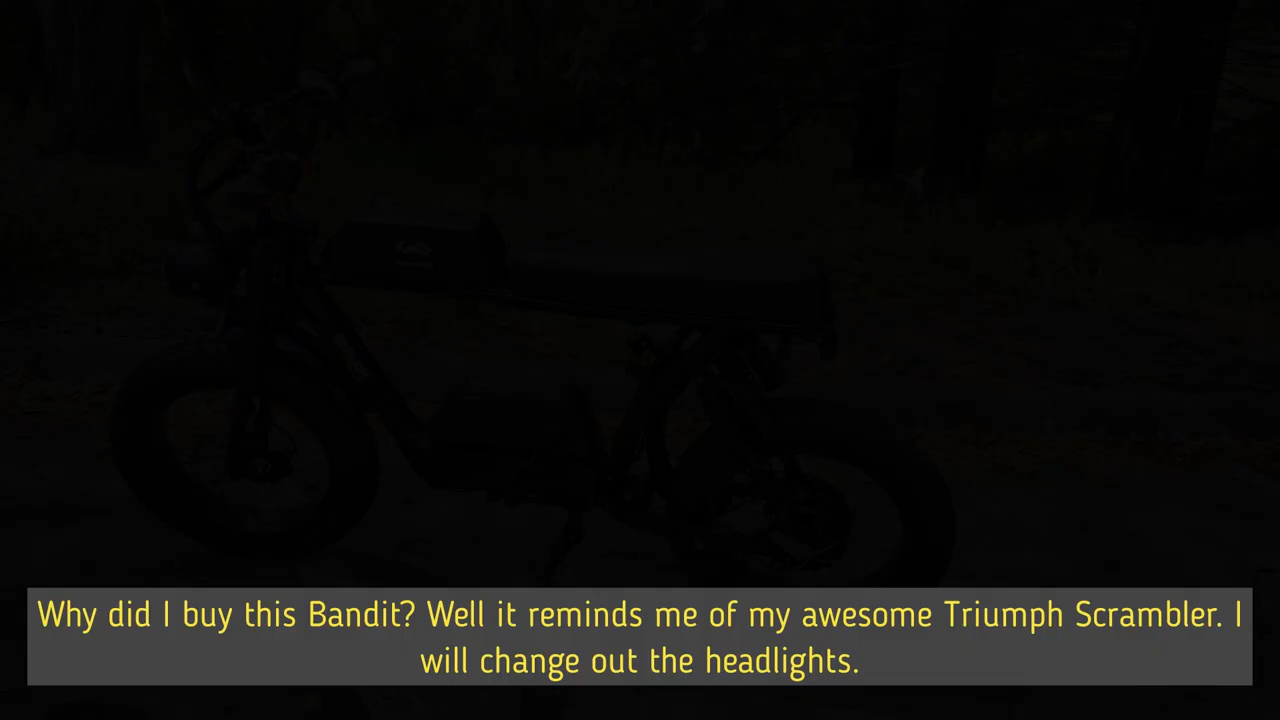 Why did I buy this Bandit? Well it reminds me of my awesome Triumph Scrambler. I
will change out the headlights.